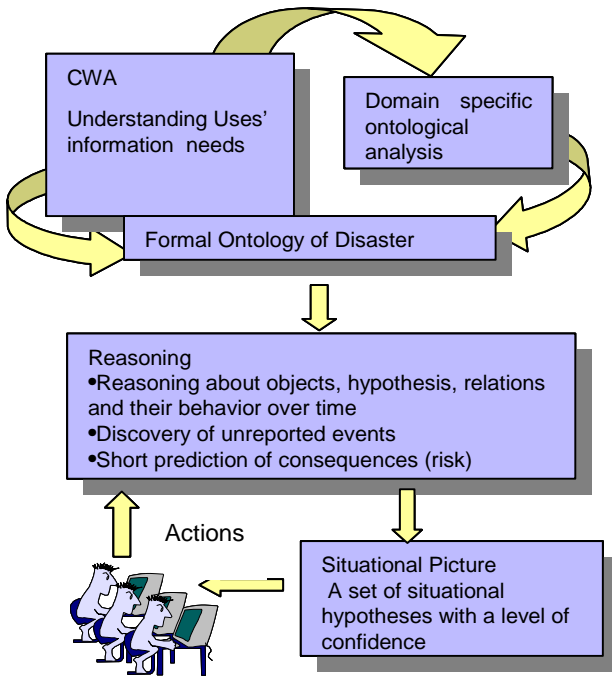 CWA
Understanding Uses’
information needs
Domain specific
ontological
analysis
Formal Ontology of Disaster
Reasoning
•Reasoning about objects, hypothesis, relations
and their behavior over time
•Discovery of unreported events
•Short prediction of consequences (risk)
Actions
Situational Picture
A set of situational
hypotheses with a level of
confidence